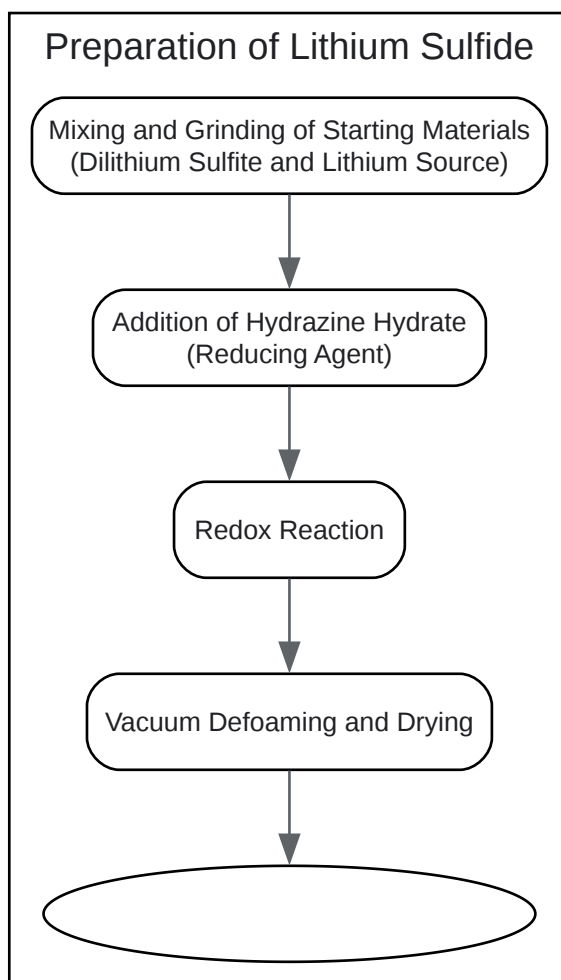 Preparation of Lithium Sulfide
Mixing and Grinding of Starting Materials
(Dilithium Sulfite and Lithium Source)
Addition of Hydrazine Hydrate
(Reducing Agent)
Redox Reaction
Vacuum Defoaming and Drying